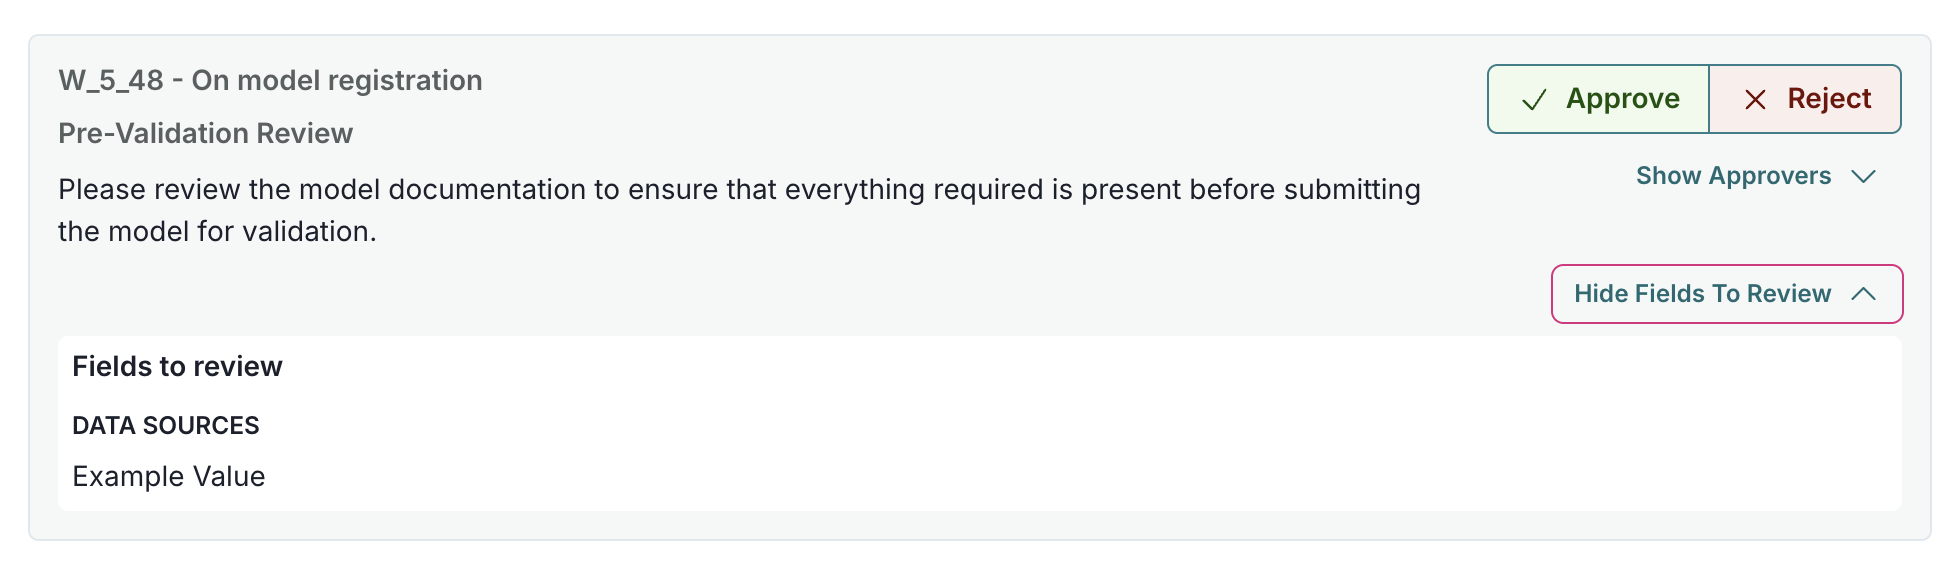 W_5_48 - On model registration
Approve
Reject
Pre-Validation Review
Please review the model documentation to ensure that everything required is present before submitting
the model for validation.
Show Approvers
Hide Fields To Review
Fields to review
DATA SOURCES
Example Value